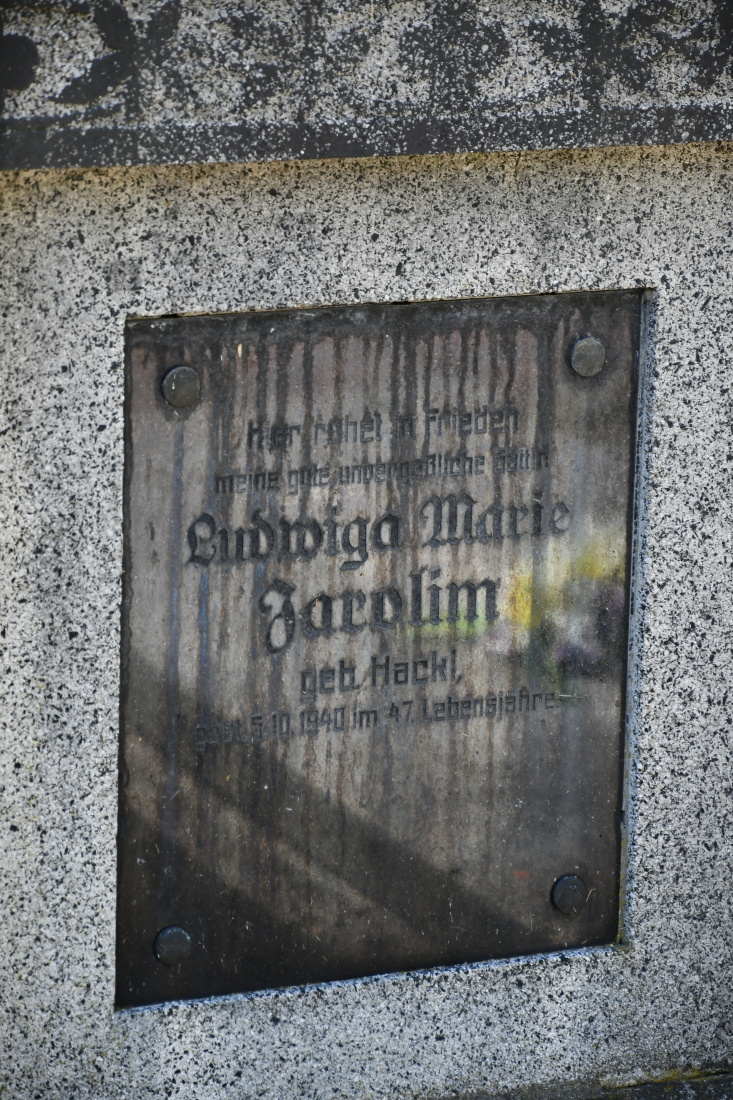 Hier ruhet in Frieden
meine gute unvergeßliche Gattin
Ludwiga Marie
Jarolim
geb. Hackl,
gest. 5.10.1940 im 47. Lebensjahre.